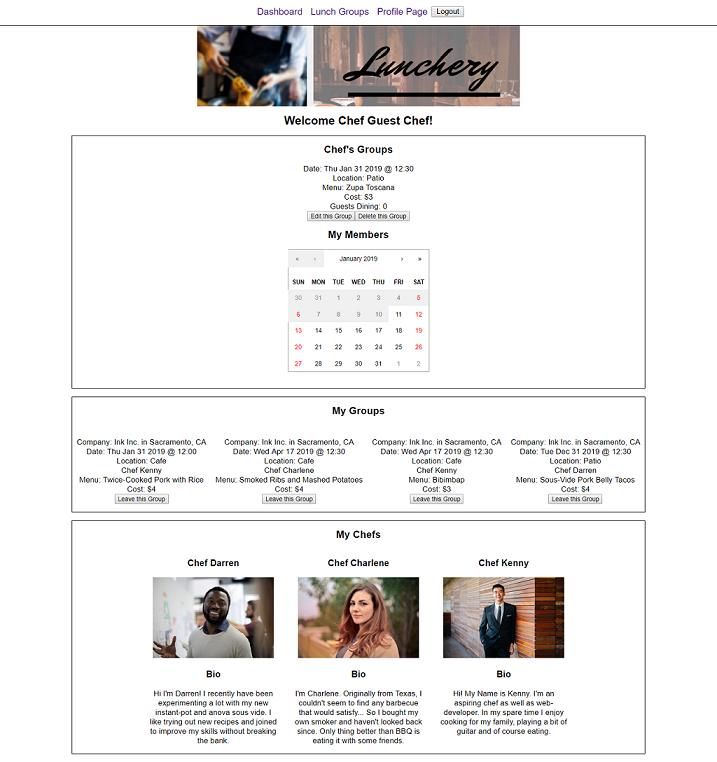 Dashboard Lunch Groups Profile Page Logout
Lunchery
Welcome Chef Guest Chef!
Chef's Groups
Date: Thu Jan 31 2019 @ 12:30
Location: Patio
Menu: Zupa Toscana
Cost: $3
Guests Dining: 0
Edit this Group Delete this Group
My Members
« ‹ January 2019 › »
SUN MON TUE WED THU FRI SAT
30 31 1 2 3 4 5
6 7 8 9 10 11 12
13 14 15 16 17 18 19
20 21 22 23 24 25 26
27 28 29 30 31 1 2
My Groups
Company: Ink Inc. in Sacramento, CA
Date: Thu Jan 31 2019 @ 12:00
Location: Cafe
Chef Kenny
Menu: Twice-Cooked Pork with Rice
Cost: $4
Leave this Group
Company: Ink Inc. in Sacramento, CA
Date: Wed Apr 17 2019 @ 12:30
Location: Cafe
Chef Charlene
Menu: Smoked Ribs and Mashed Potatoes
Cost: $4
Leave this Group
Company: Ink Inc. in Sacramento, CA
Date: Wed Apr 17 2019 @ 12:30
Location: Cafe
Chef Kenny
Menu: Bibimbap
Cost: $3
Leave this Group
Company: Ink Inc. in Sacramento, CA
Date: Tue Dec 31 2019 @ 12:30
Location: Patio
Chef Darren
Menu: Sous-Vide Pork Belly Tacos
Cost: $4
Leave this Group
My Chefs
Chef Darren
Bio
Hi I'm Darren! I recently have been
experimenting a lot with my new
instant-pot and anova sous vide. I
like trying out new recipes and joined
to improve my skills without breaking
the bank.
Chef Charlene
Bio
I'm Charlene. Originally from Texas, I
couldn't seem to find any barbecue
that would satisfy... So I bought my
own smoker and haven't looked back
since. Only thing better than BBQ is
eating it with some friends.
Chef Kenny
Bio
Hi! My Name is Kenny. I'm an
aspiring chef as well as web-
developer. In my spare time I enjoy
cooking for my family, playing a bit of
guitar and of course eating.